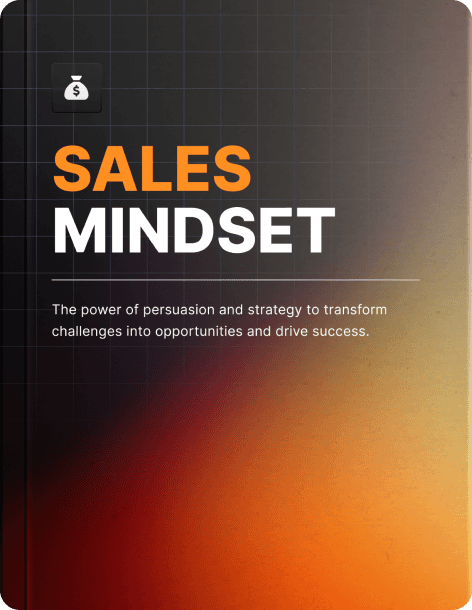 SALES
MINDSET
The power of persuasion and strategy to transform
challenges into opportunities and drive success.